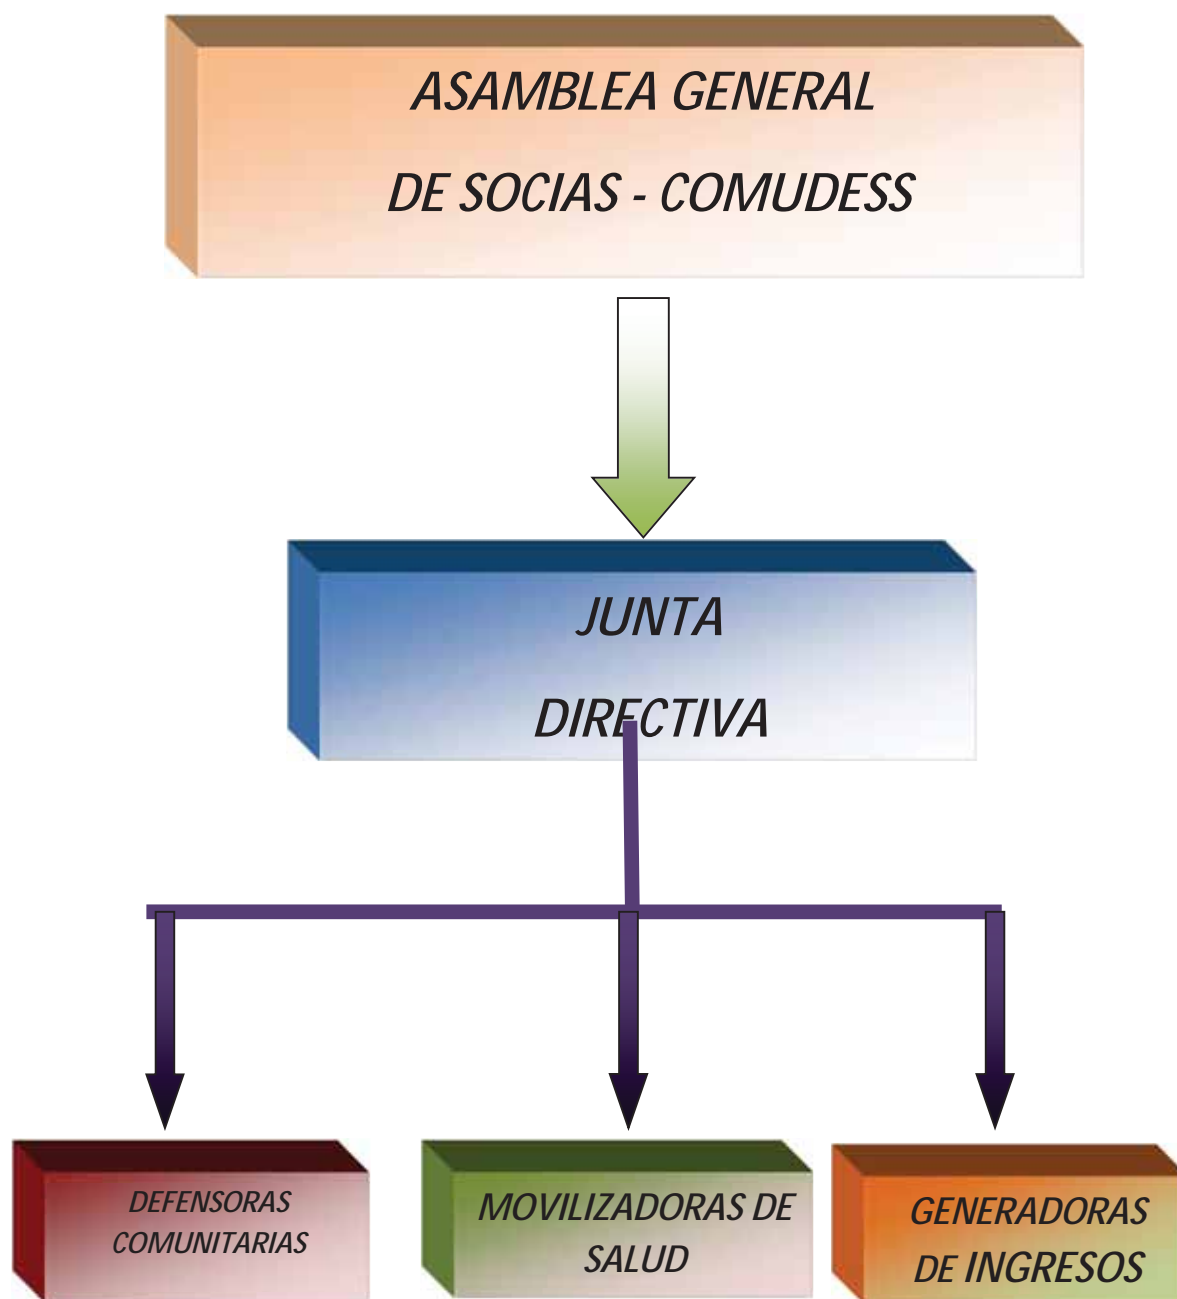 ASAMBLEA GENERAL
DE SOCIAS - COMUDESS
JUNTA
DIRECTIVA
DEFENSORAS
COMUNITARIAS
MOVILIZADORAS DE
SALUD
GENERADORAS
DE INGRESOS